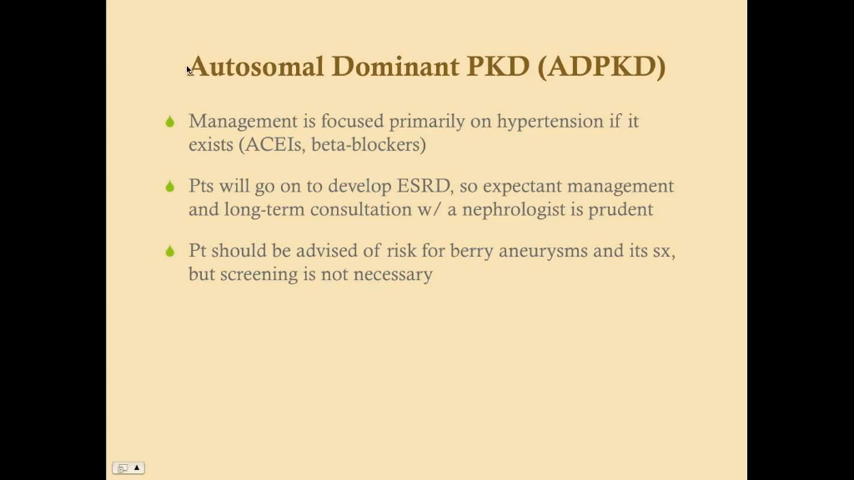 Autosomal Dominant PKD (ADPKD)
Management is focused primarily on hypertension if it
exists (ACEIs, beta-blockers)
Pts will go on to develop ESRD, so expectant management
and long-term consultation w/ a nephrologist is prudent
Pt should be advised of risk for berry aneurysms and its sx,
but screening is not necessary